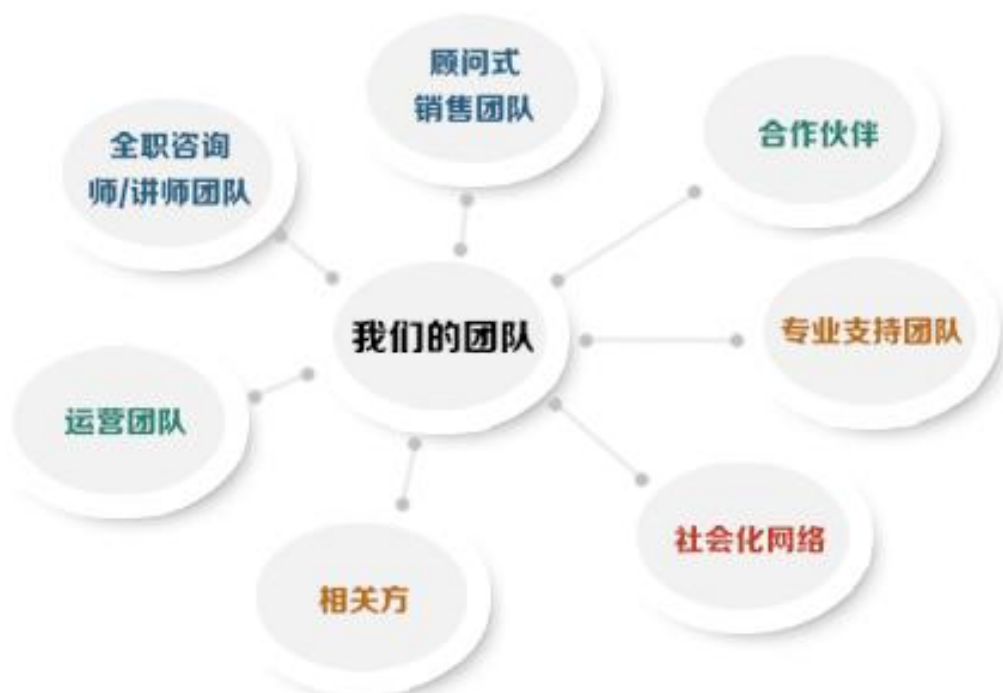 顾问式
销售团队
全职咨询
师/讲师团队
合作伙伴
我们的团队
专业支持团队
运营团队
社会化网络
相关方